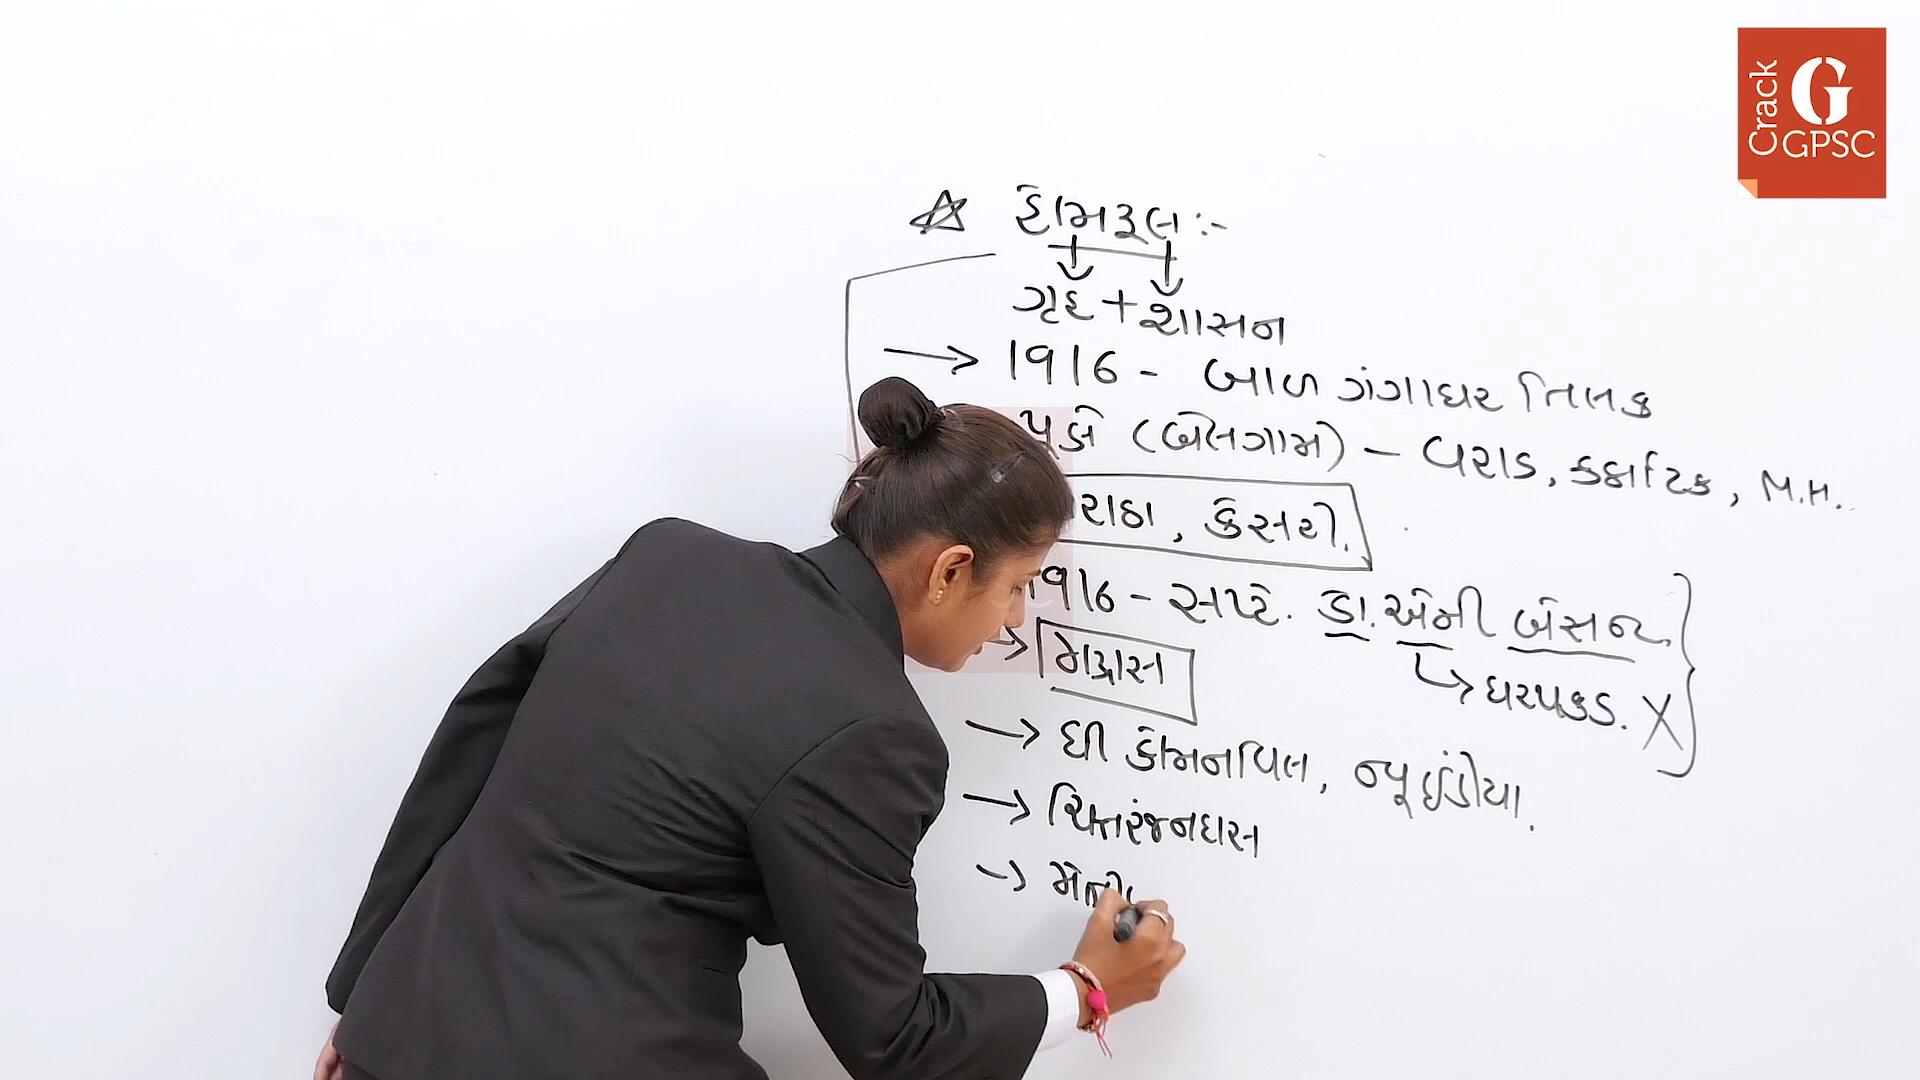 Crack
G
GPSC
હોમરૂલ :-
ગૃહ + શાસન
→ 1916 - બાળ ગંગાધર તિલક
(બેલગામ) - વરાડ, કર્ણાટક, M.H.
રાઠા, કેસરી.
1916 - સપ્ટે. ડૉ. એની બેસન્ટ
→ મદ્રાસ
↳ ધરપકડ. X
→ ધી કોમનવિલ, ન્યૂ ઈંડીયા.
→ ચિત્તરંજનદાસ
→